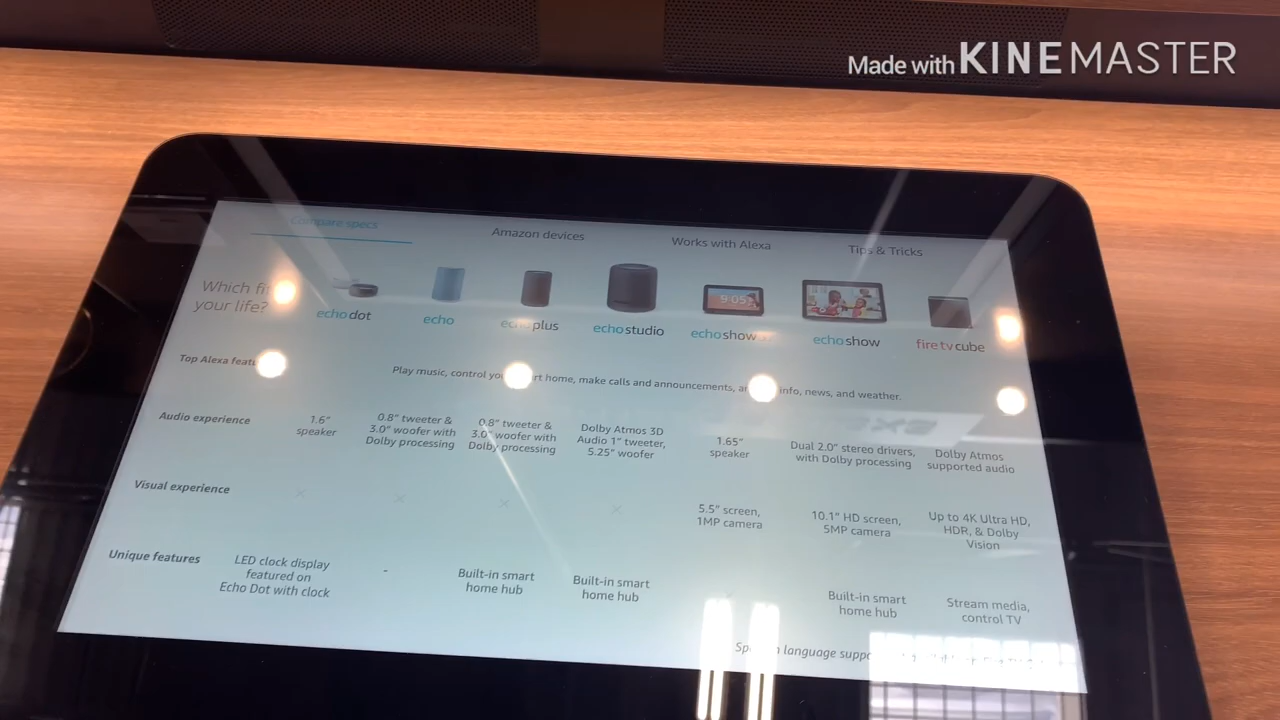 Made with KINEMASTER
Compare specs
Amazon devices
Works with Alexa
Tips & Tricks
Which fi
your life?
echo dot
echo
echo plus
echo studio
9:05
echo show
echo show
fire tv cube
Top Alexa feat
Play music, control yo rt home, make calls and announcements, a info, news, and weather.
Audio experience
1.6"
speaker
0.8" tweeter &
3.0" woofer with
Dolby processing
0.8" tweeter &
3.0" woofer with
Dolby processing
Dolby Atmos 3D
Audio 1" tweeter,
5.25" woofer
1.65"
speaker
Dual 2.0" stereo drivers,
with Dolby processing
Dolby Atmos
supported audio
Visual experience
5.5" screen,
1MP camera
10.1" HD screen,
5MP camera
Up to 4K Ultra HD,
HDR, & Dolby
Vision
Unique features
LED clock display
featured on
Echo Dot with clock
-
Built-in smart
home hub
Built-in smart
home hub
Built-in smart
home hub
Stream media,
control TV
language